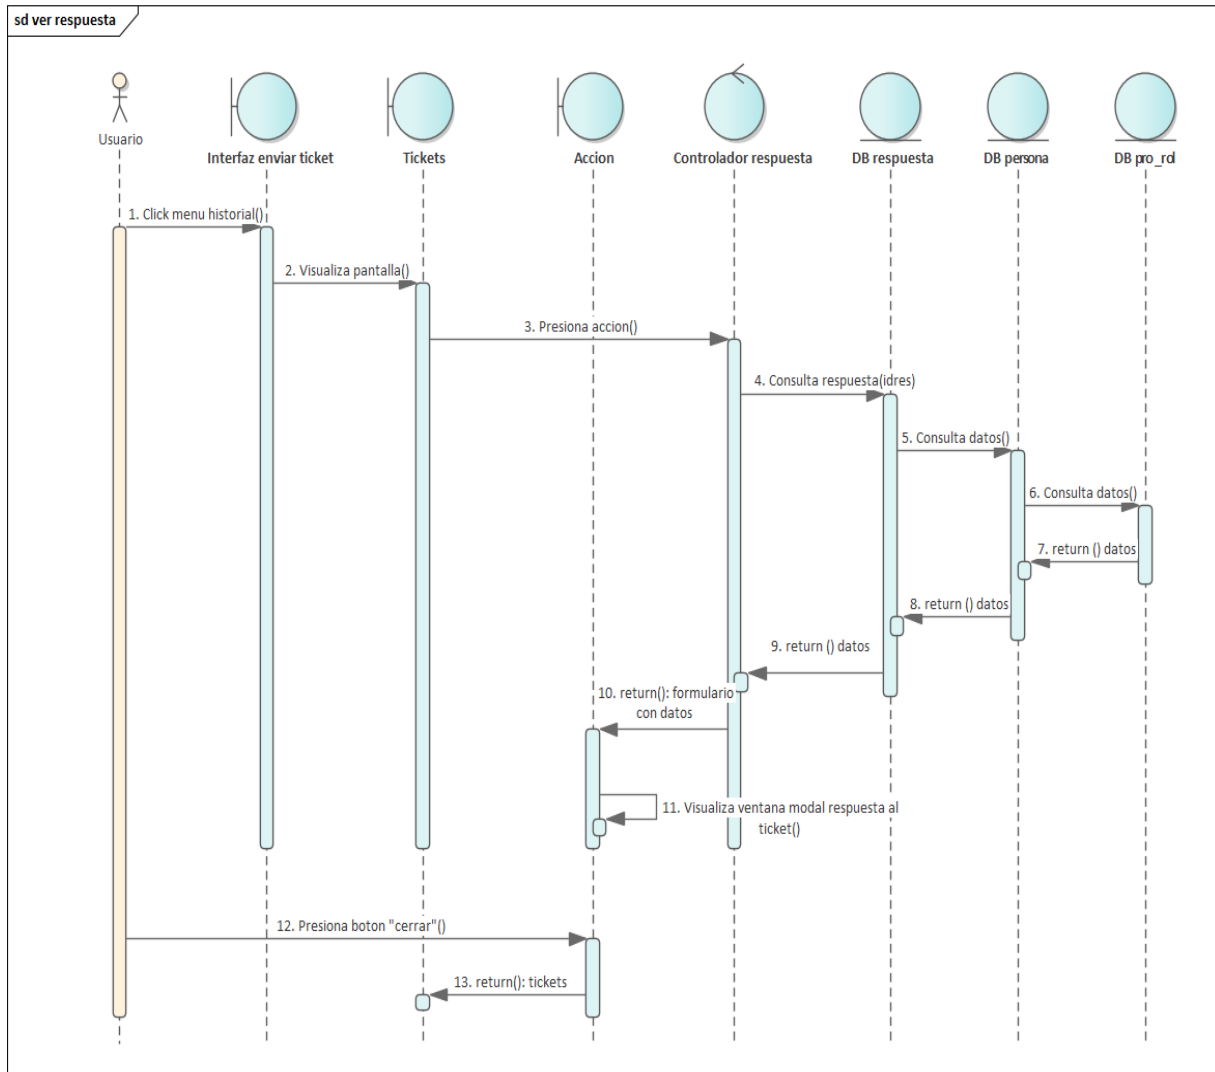 sd ver respuesta
Usuario
Interfaz enviar ticket
Tickets
Accion
Controlador respuesta
DB respuesta
DB persona
DB pro_rol
1. Click menu historial()
2. Visualiza pantalla()
3. Presiona accion()
4. Consulta respuesta(idres)
5. Consulta datos()
6. Consulta datos()
7. return () datos
8. return () datos
9. return () datos
10. return(): formulario
con datos
11. Visualiza ventana modal respuesta al
ticket()
12. Presiona boton "cerrar"()
13. return(): tickets